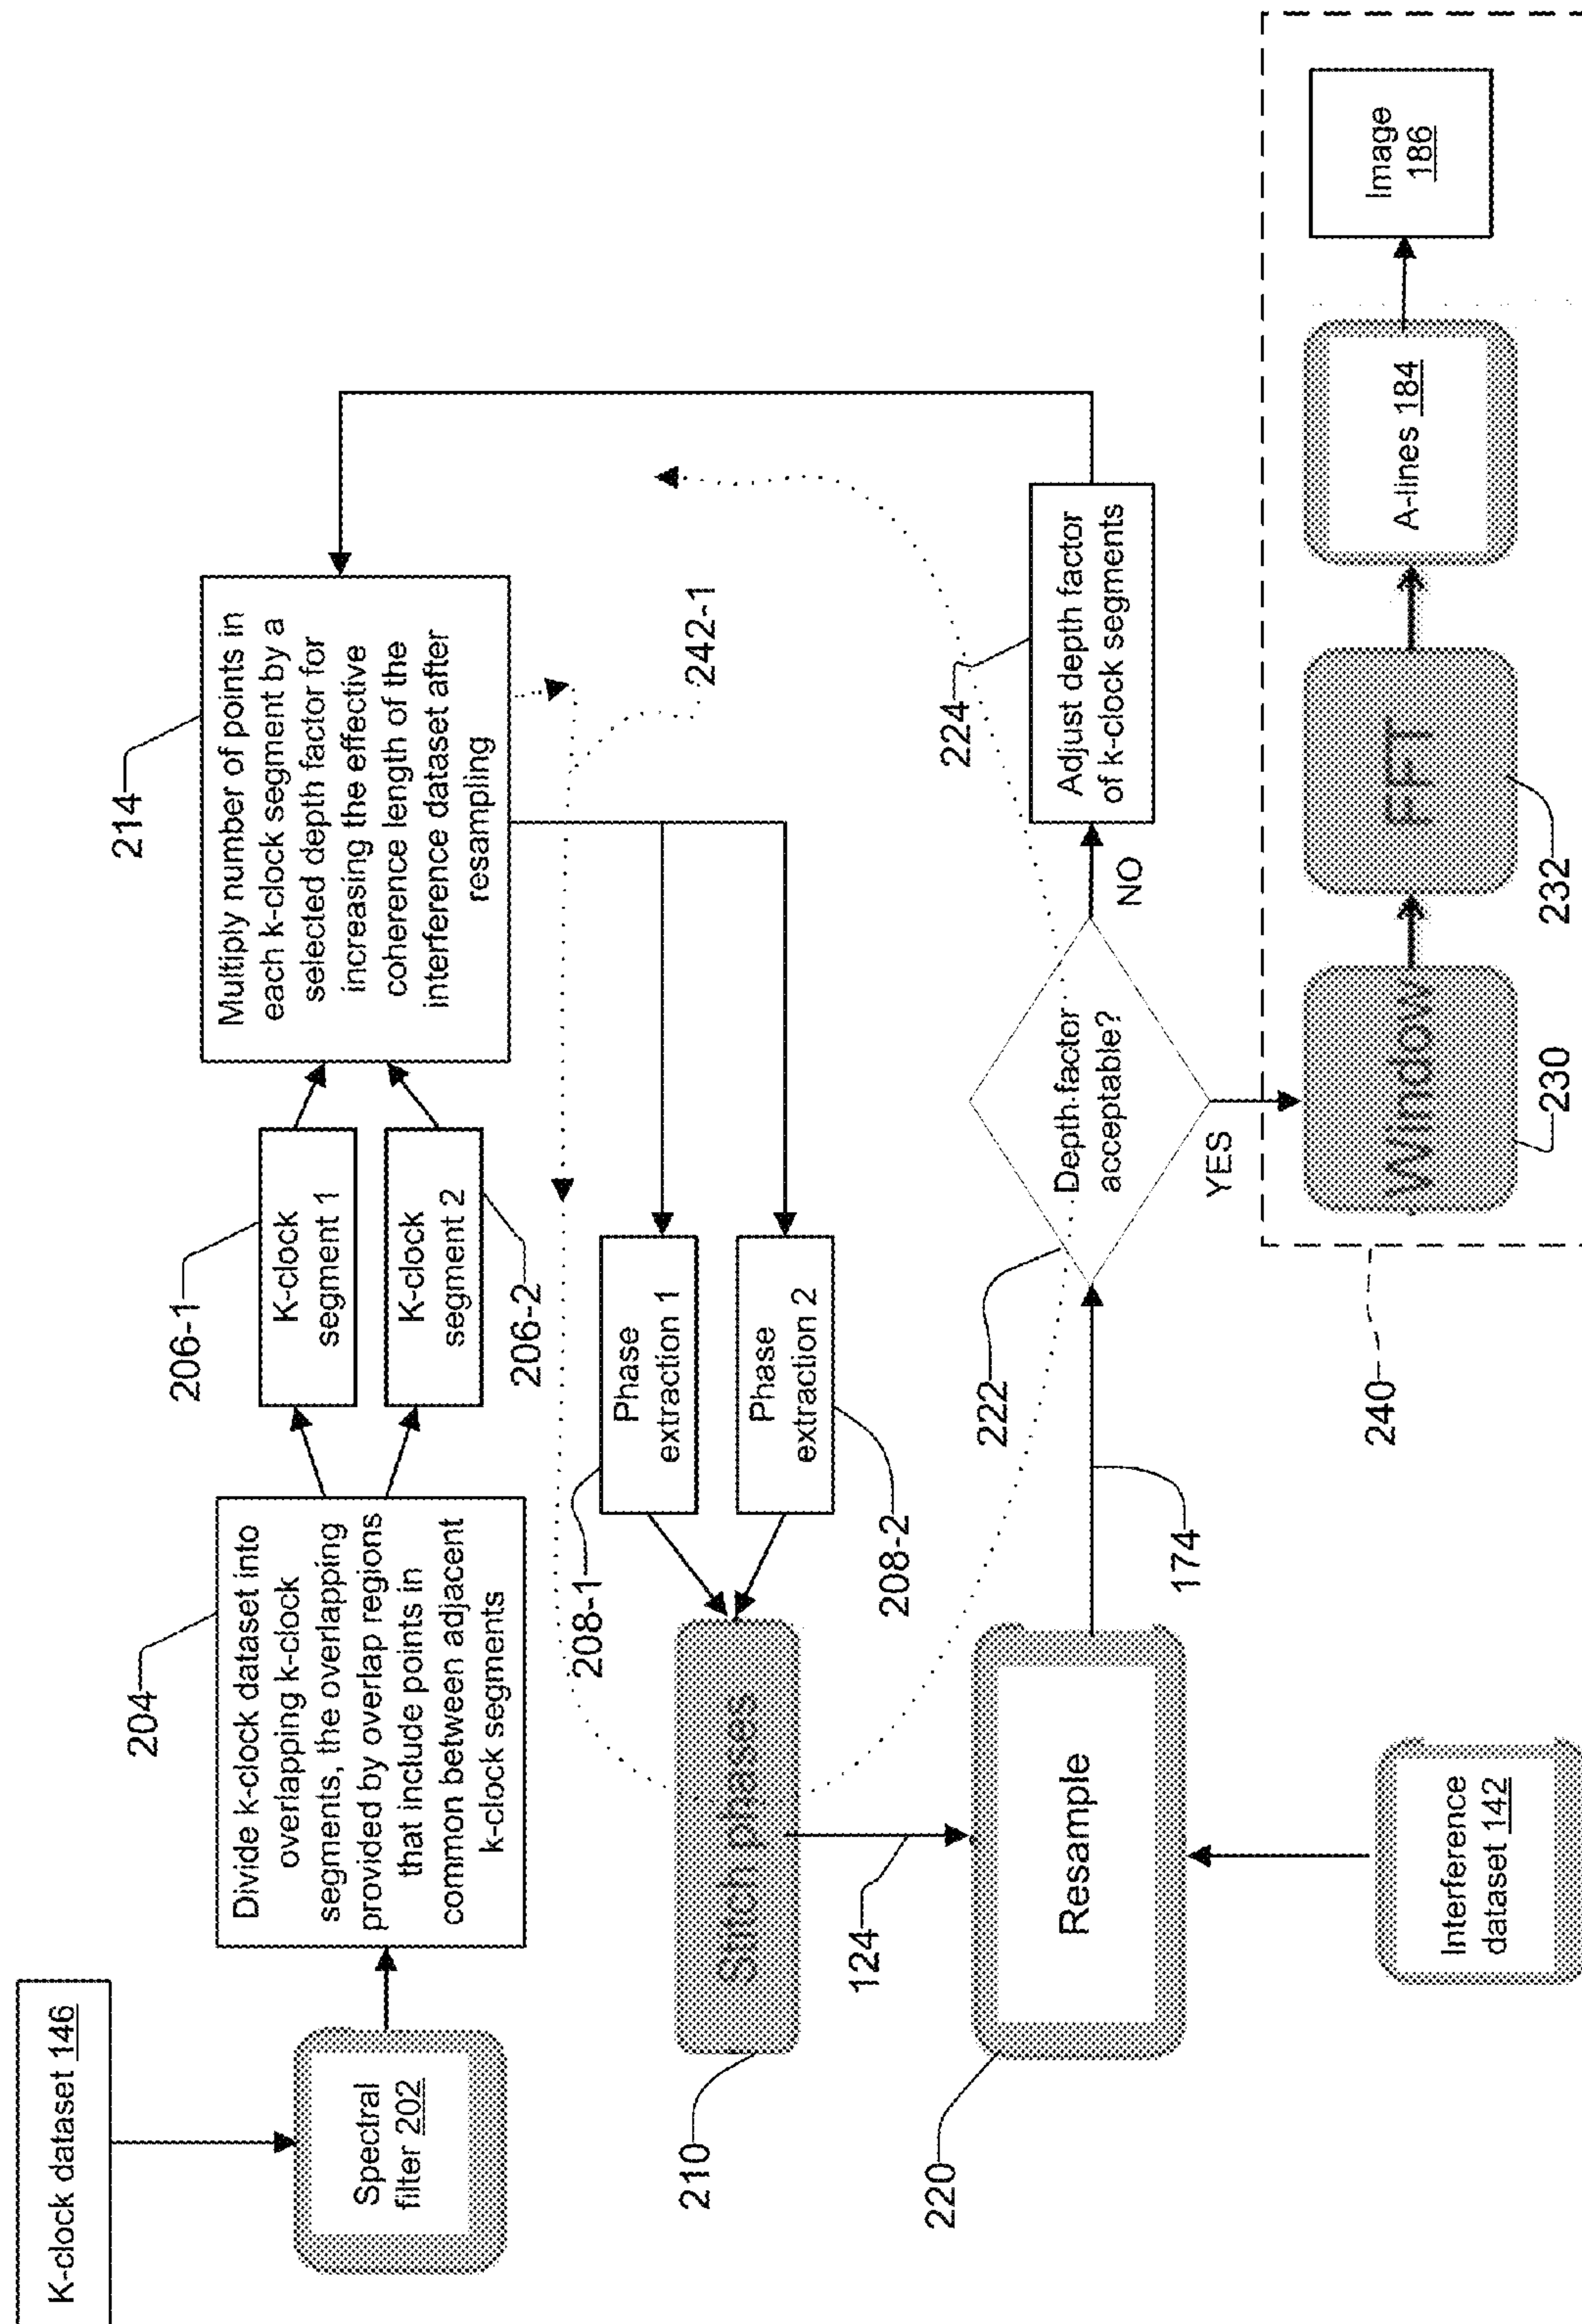 K-clock dataset 146
Spectral
filter 202
204
Divide k-clock dataset into
overlapping k-clock
segments, the overlapping
provided by overlap regions
that include points in
common between adjacent
k-clock segments
206-1
K-clock
segment 1
K-clock
segment 2
206-2
214
Multiply number of points in
each k-clock segment by a
selected depth factor for
increasing the effective
coherence length of the
interference dataset after
resampling
242-1
Phase
extraction 1
208-1
Phase
extraction 2
208-2
Stitch phases
210
124
Resample
220
Interference
dataset 142
174
222
Depth-factor
acceptable?
NO
YES
224
Adjust depth factor
of k-clock segments
240
Window
230
FFT
232
A-lines 184
Image
186